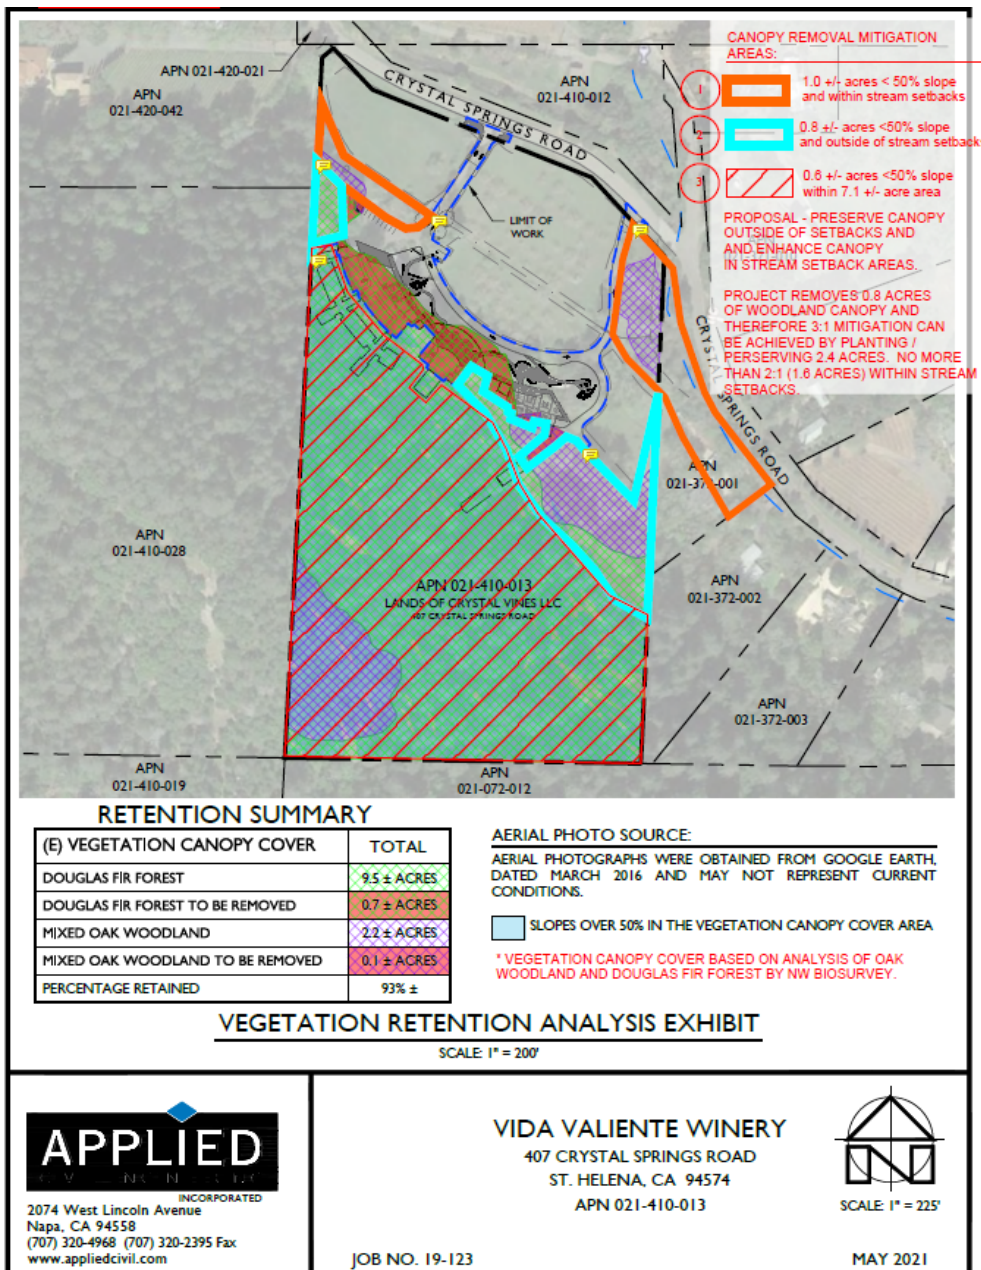 CANOPY REMOVAL MITIGATION
AREAS:
1
1.0 +/- acres < 50% slope
and within stream setbacks
2
0.8 +/- acres <50% slope
and outside of stream setback
3
0.6 +/- acres <50% slope
within 7.1 +/- acre area
PROPOSAL - PRESERVE CANOPY
OUTSIDE OF SETBACKS AND
AND ENHANCE CANOPY
IN STREAM SETBACK AREAS.
PROJECT REMOVES 0.8 ACRES
OF WOODLAND CANOPY AND
THEREFORE 3:1 MITIGATION CAN
BE ACHIEVED BY PLANTING /
PERSERVING 2.4 ACRES. NO MORE
THAN 2:1 (1.6 ACRES) WITHIN STREAM
SETBACKS.
APN 021-420-021
APN
021-420-042
CRYSTAL SPRINGS ROAD
APN
021-410-012
LIMIT OF
WORK
CRYSTAL SPRINGS ROAD
APN
021-372-001
APN
021-410-028
APN 021-410-013
LANDS OF CRYSTAL VINES LLC
407 CRYSTAL SPRINGS ROAD
APN
021-372-002
APN
021-372-003
APN
021-410-019
APN
021-072-012
RETENTION SUMMARY
(E) VEGETATION CANOPY COVER TOTAL
DOUGLAS FIR FOREST 9.5 ± ACRES
DOUGLAS FIR FOREST TO BE REMOVED 0.7 ± ACRES
MIXED OAK WOODLAND 2.2 ± ACRES
MIXED OAK WOODLAND TO BE REMOVED 0.1 ± ACRES
PERCENTAGE RETAINED 93% ±
AERIAL PHOTO SOURCE:
AERIAL PHOTOGRAPHS WERE OBTAINED FROM GOOGLE EARTH,
DATED MARCH 2016 AND MAY NOT REPRESENT CURRENT
CONDITIONS.
SLOPES OVER 50% IN THE VEGETATION CANOPY COVER AREA
* VEGETATION CANOPY COVER BASED ON ANALYSIS OF OAK
WOODLAND AND DOUGLAS FIR FOREST BY NW BIOSURVEY.
VEGETATION RETENTION ANALYSIS EXHIBIT
SCALE: 1" = 200'
APPLIED
INCORPORATED
2074 West Lincoln Avenue
Napa, CA 94558
(707) 320-4968 (707) 320-2395 Fax
www.appliedcivil.com
VIDA VALIENTE WINERY
407 CRYSTAL SPRINGS ROAD
ST. HELENA, CA 94574
APN 021-410-013
JOB NO. 19-123
N
SCALE: 1" = 225'
MAY 2021